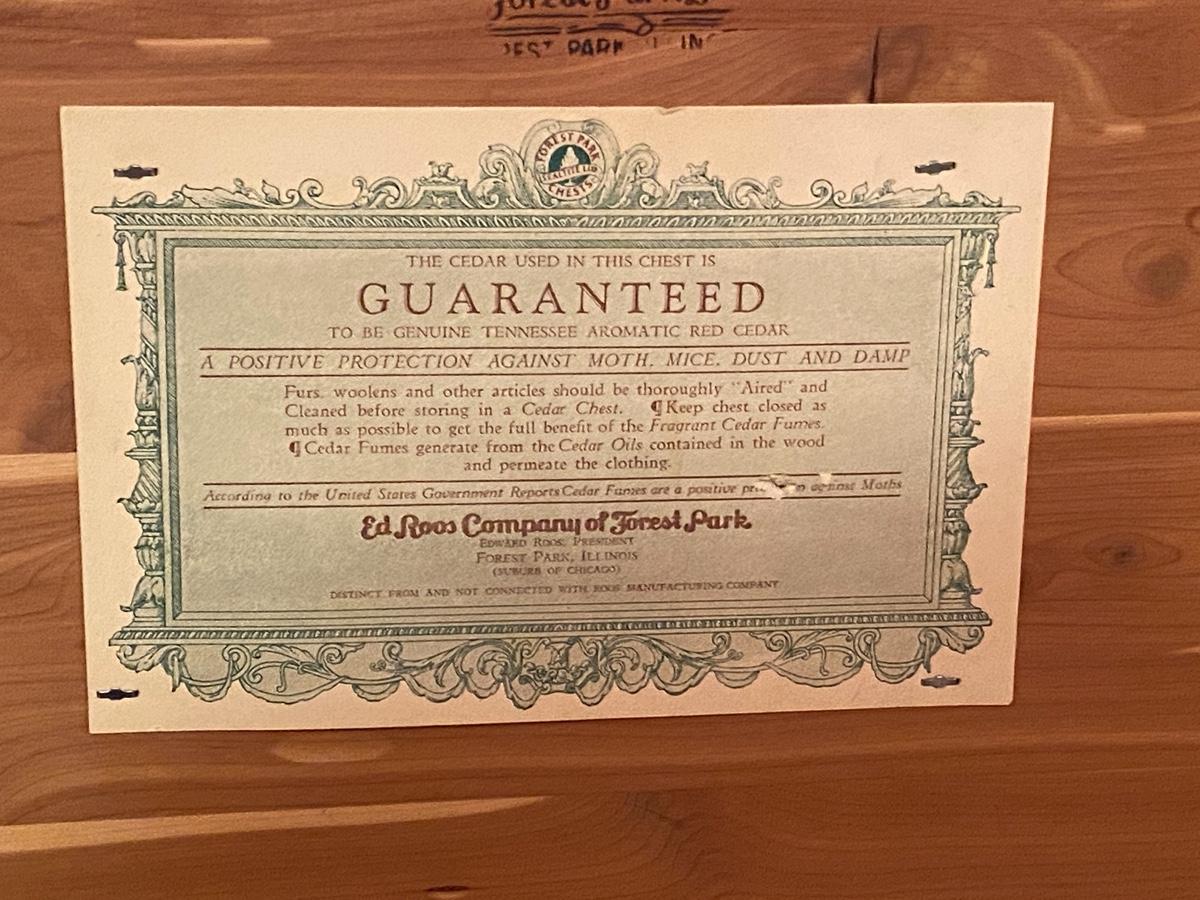 PARK
FOREST PARK
CHESTS
THE CEDAR USED IN THIS CHEST IS
GUARANTEED
TO BE GENUINE TENNESSEE AROMATIC RED CEDAR
A POSITIVE PROTECTION AGAINST MOTH, MICE, DUST AND DAMP
Furs, woolens and other articles should be thoroughly "Aired" and
Cleaned before storing in a Cedar Chest. ¶ Keep chest closed as
much as possible to get the full benefit of the Fragrant Cedar Fumes.
¶ Cedar Fumes generate from the Cedar Oils contained in the wood
and permeate the clothing.
According to the United States Government Reports Cedar Fumes are a positive against Moths
Ed Roos Company of Forest Park
EDWARD ROOS, PRESIDENT
FOREST PARK, ILLINOIS
(SUBURB OF CHICAGO)
DISTINCT FROM AND NOT CONNECTED WITH ROOS MANUFACTURING COMPANY